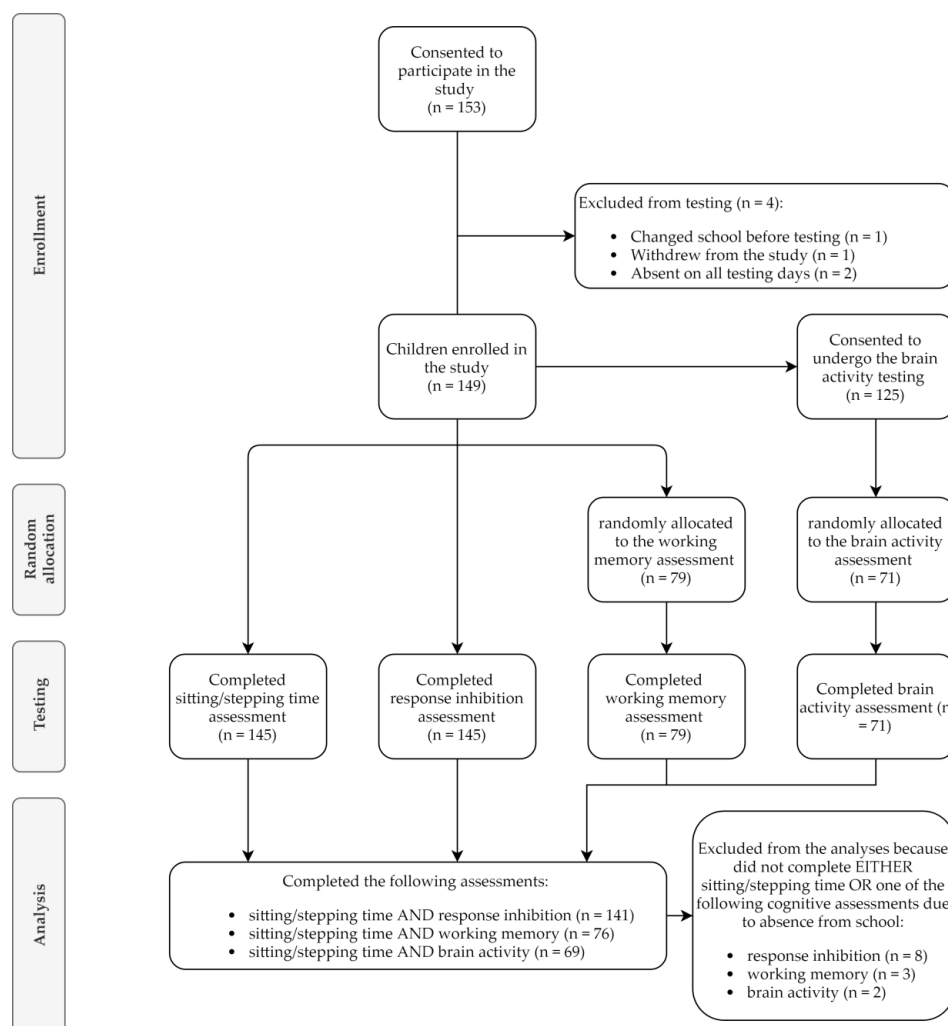 Enrollment
Consented to
participate in the
study
(n = 153)
Excluded from testing (n = 4):
• Changed school before testing (n = 1)
• Withdrew from the study (n = 1)
• Absent on all testing days (n = 2)
Children enrolled in
the study
(n = 149)
Consented to
undergo the brain
activity testing
(n = 125)
Random
allocation
randomly allocated
to the working
memory assessment
(n = 79)
randomly allocated
to the brain activity
assessment
(n = 71)
Testing
Completed
sitting/stepping time
assessment
(n = 145)
Completed
response inhibition
assessment
(n = 145)
Completed
working memory
assessment
(n = 79)
Completed brain
activity assessment (n
= 71)
Analysis
Completed the following assessments:
• sitting/stepping time AND response inhibition (n = 141)
• sitting/stepping time AND working memory (n = 76)
• sitting/stepping time AND brain activity (n = 69)
Excluded from the analyses because
did not complete EITHER
sitting/stepping time OR one of the
following cognitive assessments due
to absence from school:
• response inhibition (n = 8)
• working memory (n = 3)
• brain activity (n = 2)